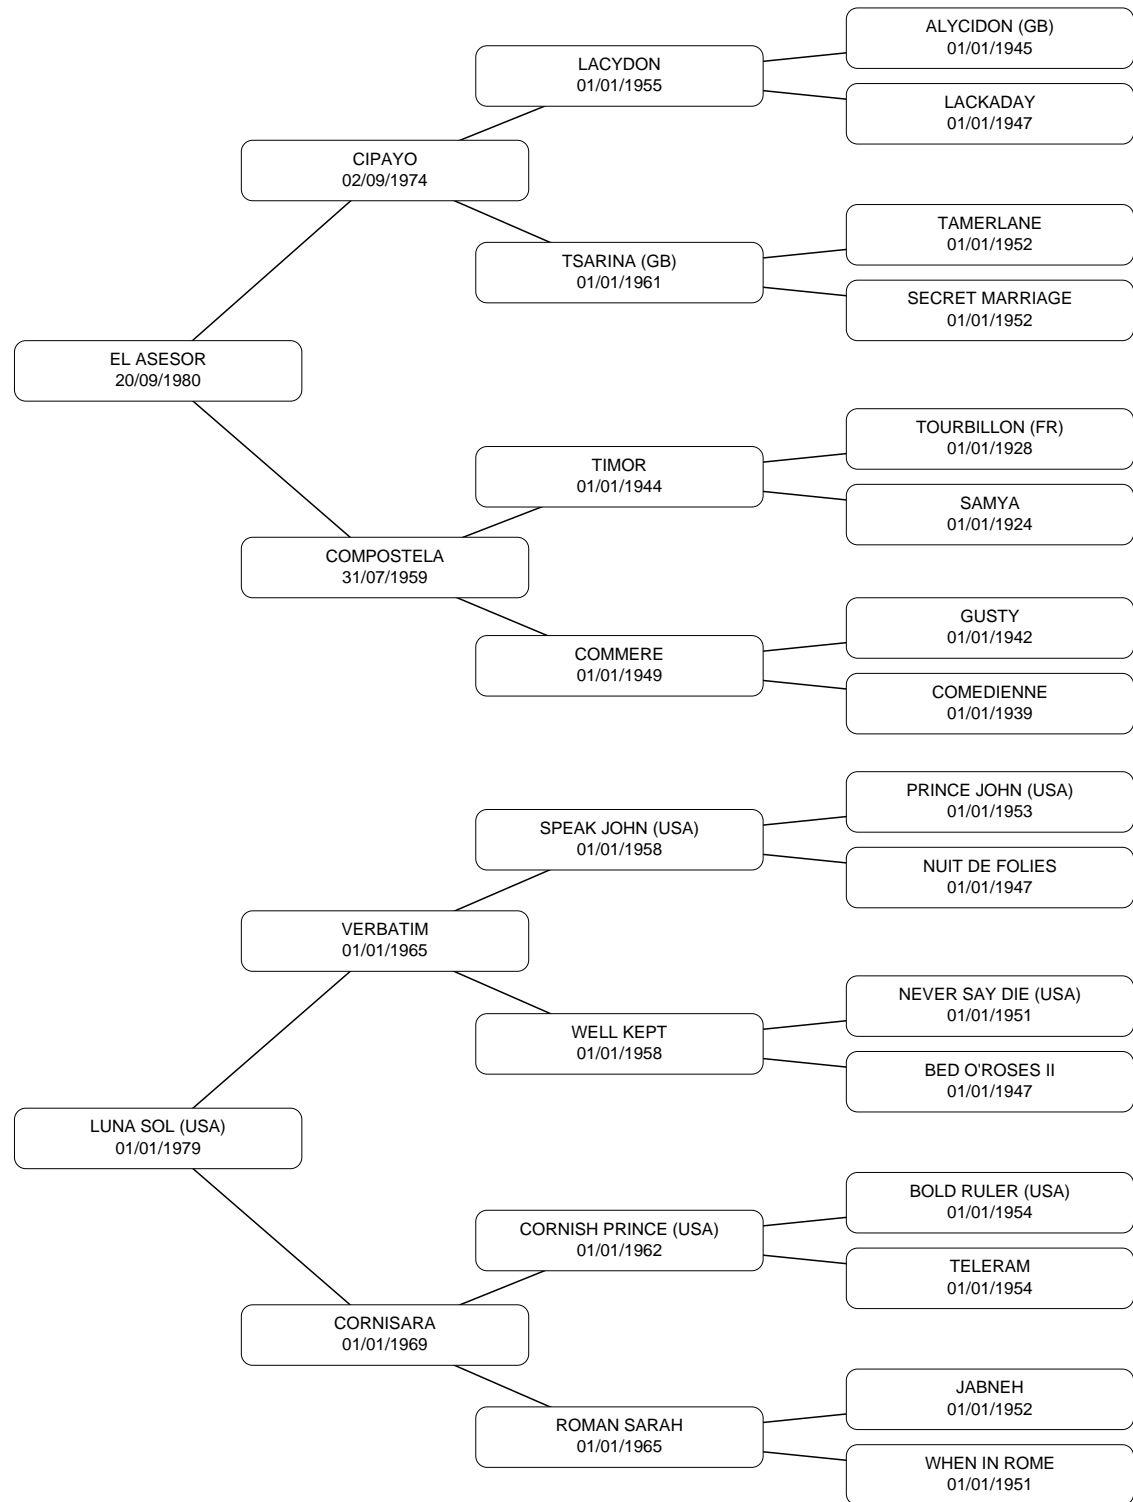 ALYCIDON (GB)
01/01/1945
LACYDON
01/01/1955
LACKADAY
01/01/1947
CIPAYO
02/09/1974
TAMERLANE
01/01/1952
TSARINA (GB)
01/01/1961
SECRET MARRIAGE
01/01/1952
EL ASESOR
20/09/1980
TOURBILLON (FR)
01/01/1928
TIMOR
01/01/1944
SAMYA
01/01/1924
COMPOSTELA
31/07/1959
GUSTY
01/01/1942
COMMERE
01/01/1949
COMEDIENNE
01/01/1939
PRINCE JOHN (USA)
01/01/1953
SPEAK JOHN (USA)
01/01/1958
NUIT DE FOLIES
01/01/1947
VERBATIM
01/01/1965
NEVER SAY DIE (USA)
01/01/1951
WELL KEPT
01/01/1958
BED O'ROSES II
01/01/1947
LUNA SOL (USA)
01/01/1979
BOLD RULER (USA)
01/01/1954
CORNISH PRINCE (USA)
01/01/1962
TELERAM
01/01/1954
CORNISARA
01/01/1969
JABNEH
01/01/1952
ROMAN SARAH
01/01/1965
WHEN IN ROME
01/01/1951